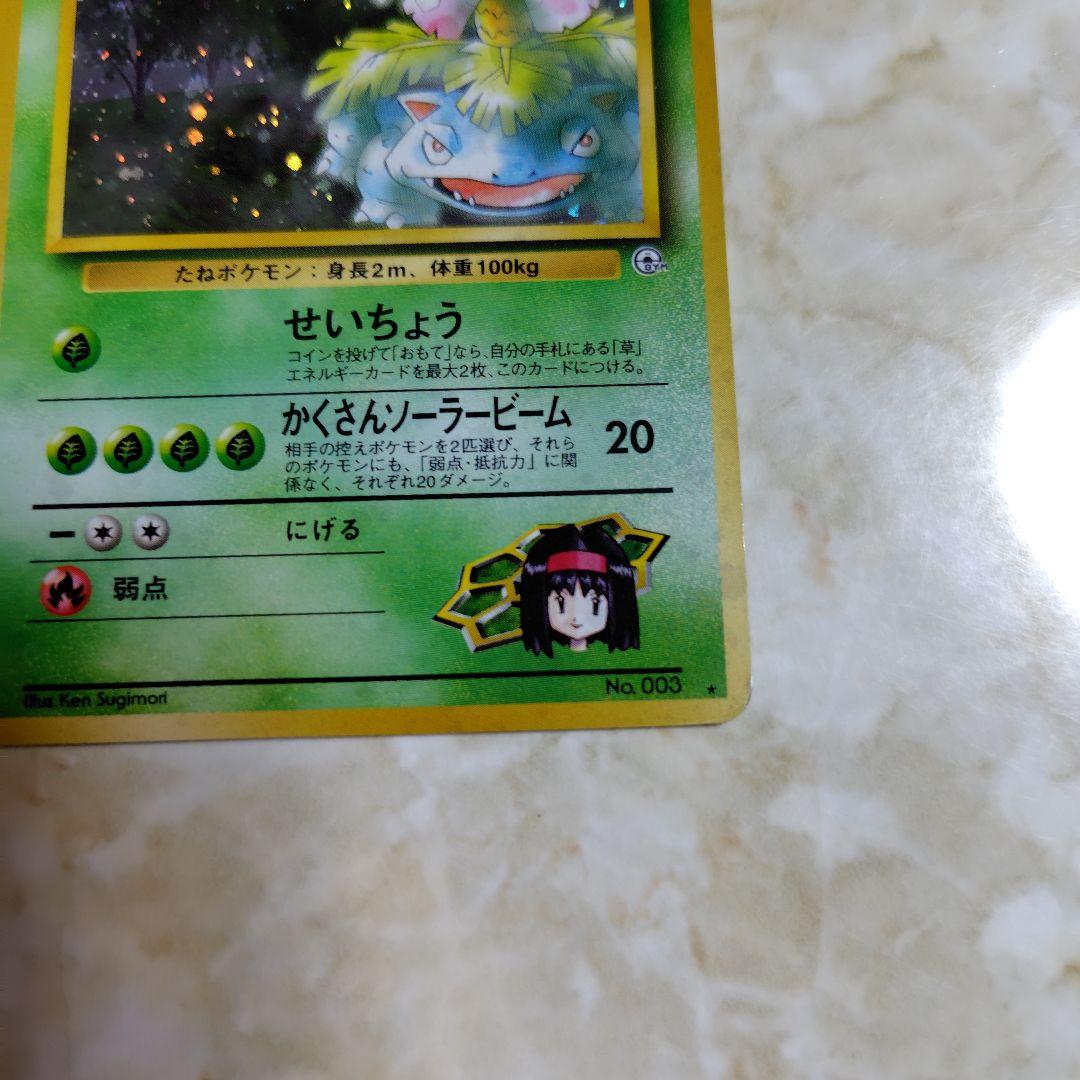 たねポケモン：身長2m、体重100kg
GYM
せいちょう
コインを投げて「おもて」なら、自分の手札にある「草」
エネルギーカードを最大2枚、このカードにつける。
かくさんソーラービーム
20
相手の控えポケモンを2匹選び、それら
のポケモンにも、「弱点・抵抗力」に関
係なく、それぞれ20ダメージ。
にげる
弱点
Illus. Ken Sugimori
No. 003 ★